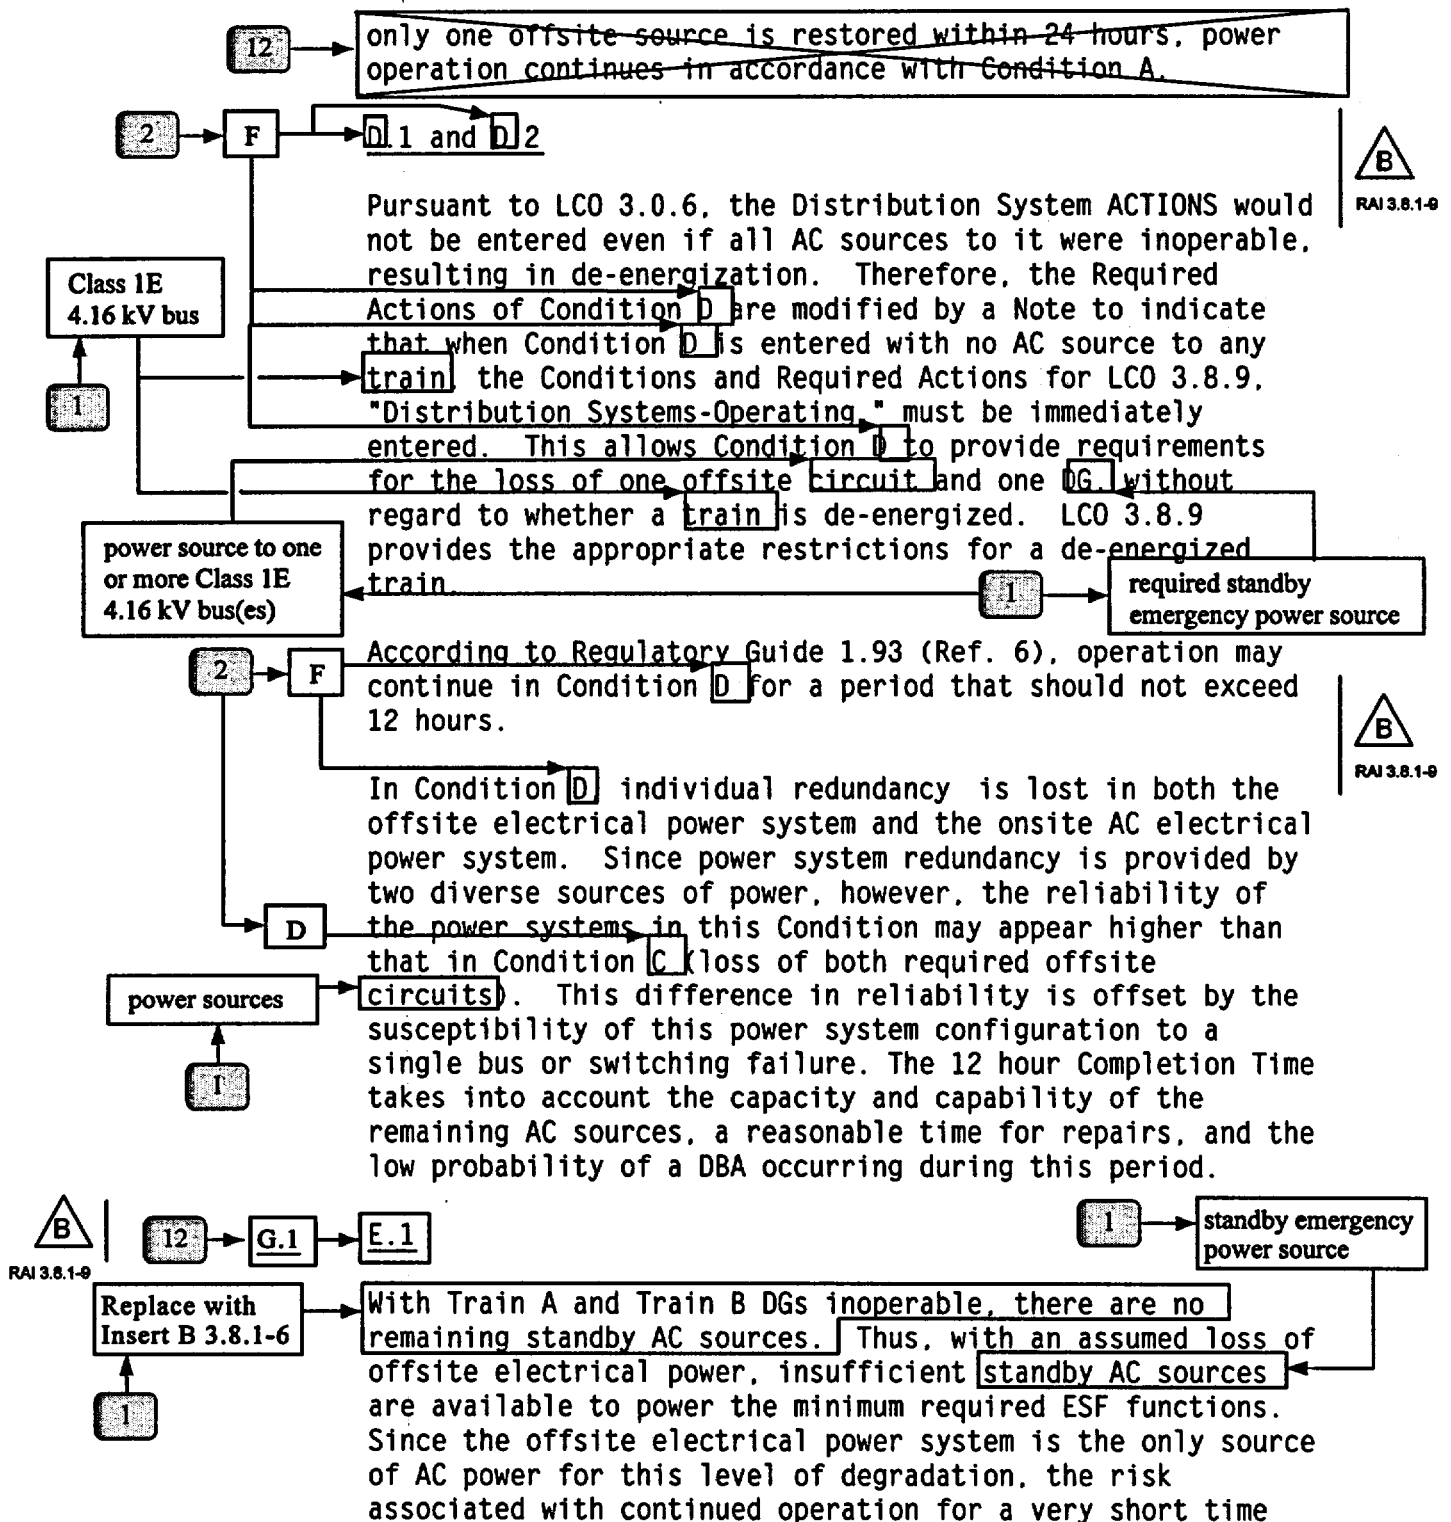 12
only one offsite source is restored within 24 hours, power
operation continues in accordance with Condition A.
2
F
D.1 and D.2
B
RAI 3.8.1-9
Pursuant to LCO 3.0.6, the Distribution System ACTIONS would
not be entered even if all AC sources to it were inoperable,
resulting in de-energization. Therefore, the Required
Class 1E
4.16 kV bus
1
Actions of Condition D are modified by a Note to indicate
that when Condition D is entered with no AC source to any
train, the Conditions and Required Actions for LCO 3.8.9,
"Distribution Systems-Operating," must be immediately
entered. This allows Condition D to provide requirements
for the loss of one offsite circuit and one DG, without
regard to whether a train is de-energized. LCO 3.8.9
provides the appropriate restrictions for a de-energized
train.
power source to one
or more Class 1E
4.16 kV bus(es)
1
required standby
emergency power source
2
F
According to Regulatory Guide 1.93 (Ref. 6), operation may
continue in Condition D for a period that should not exceed
12 hours.
B
RAI 3.8.1-9
In Condition D individual redundancy is lost in both the
offsite electrical power system and the onsite AC electrical
power system. Since power system redundancy is provided by
two diverse sources of power, however, the reliability of
D
the power systems in this Condition may appear higher than
that in Condition C (loss of both required offsite
power sources
circuits). This difference in reliability is offset by the
susceptibility of this power system configuration to a
1
single bus or switching failure. The 12 hour Completion Time
takes into account the capacity and capability of the
remaining AC sources, a reasonable time for repairs, and the
low probability of a DBA occurring during this period.
B
RAI 3.8.1-9
12
G.1
E.1
1
standby emergency
power source
Replace with
Insert B 3.8.1-6
1
With Train A and Train B DGs inoperable, there are no
remaining standby AC sources. Thus, with an assumed loss of
offsite electrical power, insufficient standby AC sources
are available to power the minimum required ESF functions.
Since the offsite electrical power system is the only source
of AC power for this level of degradation, the risk
associated with continued operation for a very short time